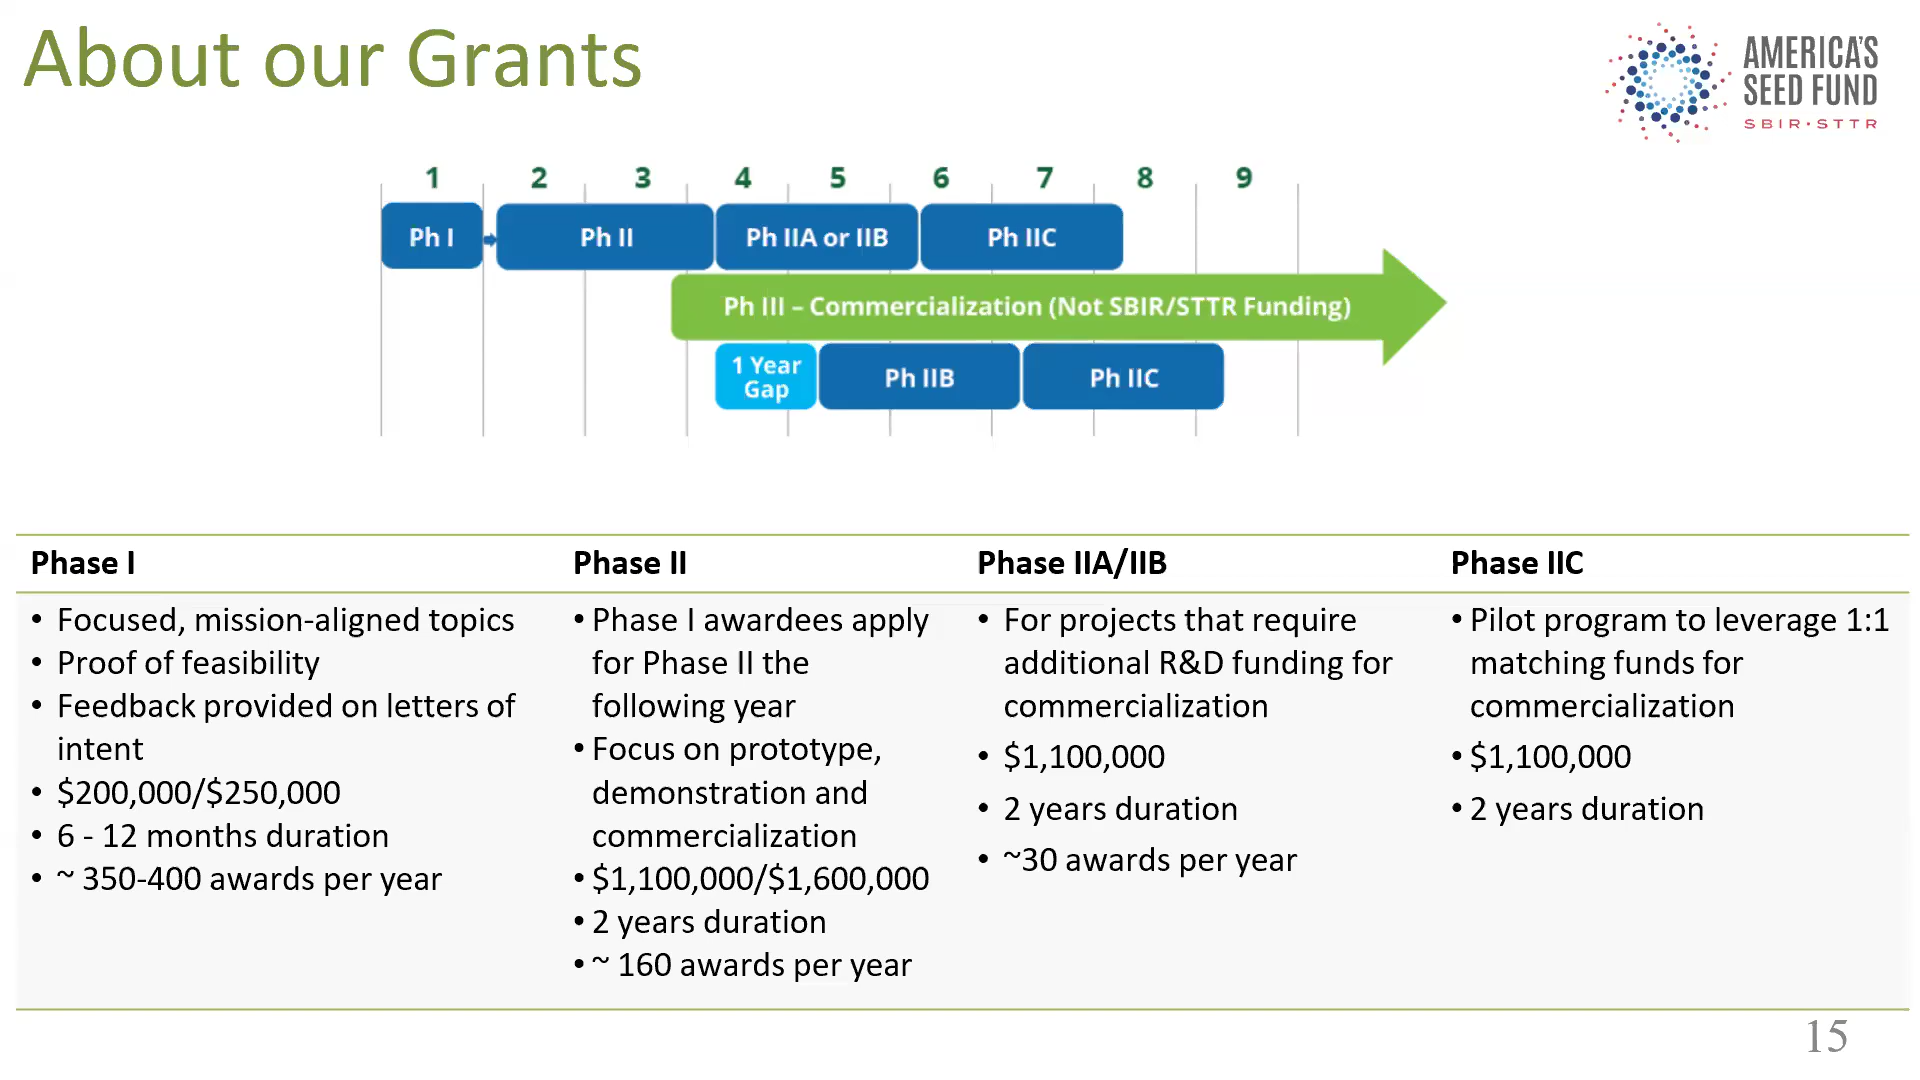 About our Grants
AMERICA'S
SEED FUND
SBIR·STTR
1 2 3 4 5 6 7 8 9
Ph I
Ph II
Ph IIA or IIB
Ph IIC
Ph III – Commercialization (Not SBIR/STTR Funding)
1 Year
Gap
Ph IIB
Ph IIC
Phase I
• Focused, mission-aligned topics
• Proof of feasibility
• Feedback provided on letters of
intent
• $200,000/$250,000
• 6 - 12 months duration
• ~ 350-400 awards per year
Phase II
• Phase I awardees apply
for Phase II the
following year
• Focus on prototype,
demonstration and
commercialization
• $1,100,000/$1,600,000
• 2 years duration
• ~ 160 awards per year
Phase IIA/IIB
• For projects that require
additional R&D funding for
commercialization
• $1,100,000
• 2 years duration
• ~30 awards per year
Phase IIC
• Pilot program to leverage 1:1
matching funds for
commercialization
• $1,100,000
• 2 years duration
15